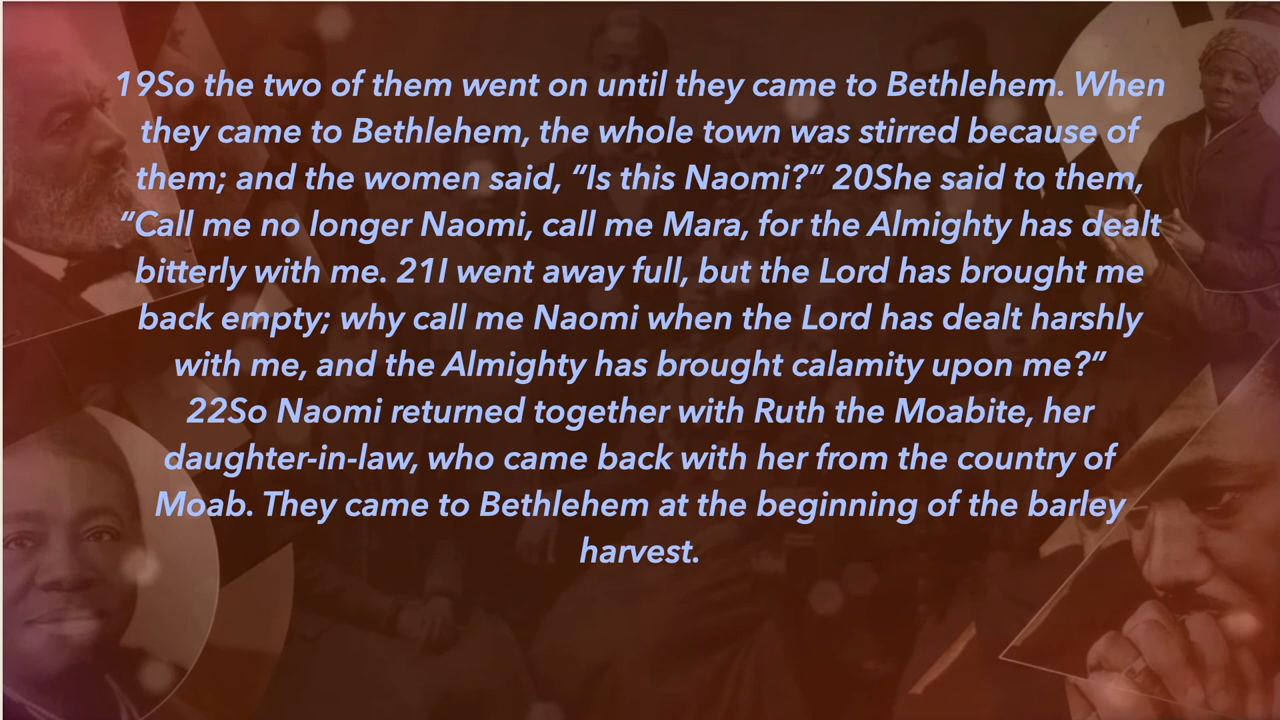 19So the two of them went on until they came to Bethlehem. When
they came to Bethlehem, the whole town was stirred because of
them; and the women said, “Is this Naomi?” 20She said to them,
“Call me no longer Naomi, call me Mara, for the Almighty has dealt
bitterly with me. 21I went away full, but the Lord has brought me
back empty; why call me Naomi when the Lord has dealt harshly
with me, and the Almighty has brought calamity upon me?”
22So Naomi returned together with Ruth the Moabite, her
daughter-in-law, who came back with her from the country of
Moab. They came to Bethlehem at the beginning of the barley
harvest.